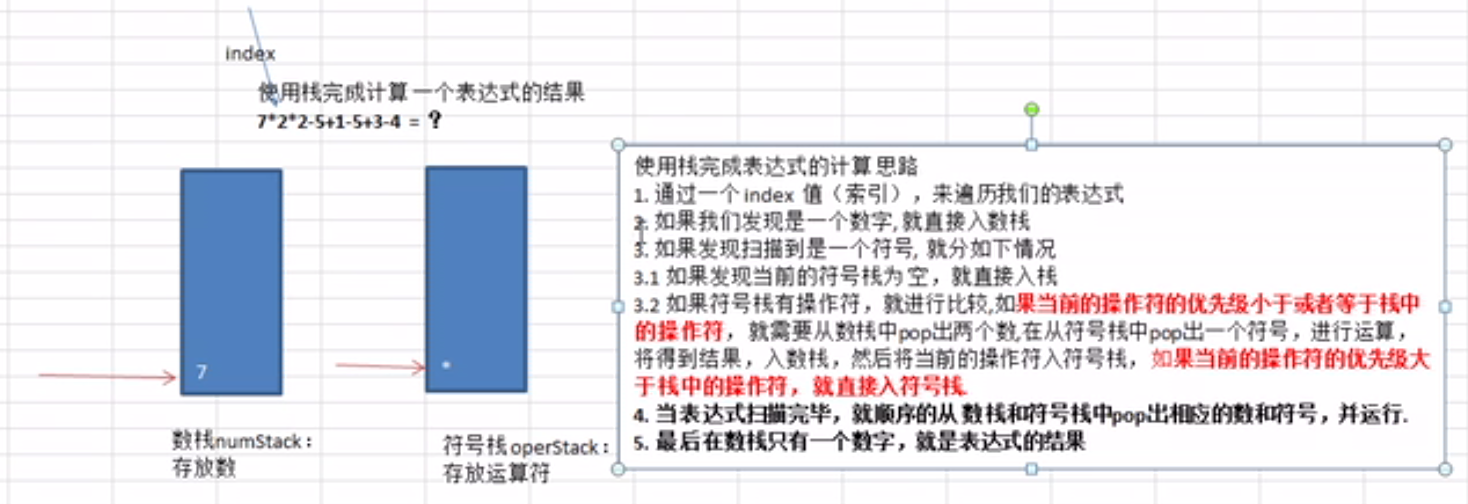 index
使用栈完成计算 一个表达式的结果
7*2*2-5+1-5+3-4 = ?
7
*
数栈numStack：
存放数
符号栈 operStack：
存放运算符
使用栈完成表达式的计算 思路
1. 通过一个 index 值（索引），来遍历我们的表达式
2. 如果我们发现是一个数字, 就直接入数栈
3. 如果发现扫描到是一个符号, 就分如下情况
3.1 如果发现当前的符号栈为 空，就直接入栈
3.2 如果符号栈有操作符，就进行比较,如果当前的操作符的优先级小于或者等于栈中
的操作符，就需要从数栈中pop出两个数,在从符号栈中pop出一个符号，进行运算，
将得到结果，入数栈，然后将当前的操作符入符号栈，如果当前的操作符的优先级大
于栈中的操作符，就直接入符号栈.
4. 当表达式扫描完毕，就顺序的从 数栈和符号栈中pop出相应的数和符号，并运行.
5. 最后在数栈只有一个数字，就是表达式的结果